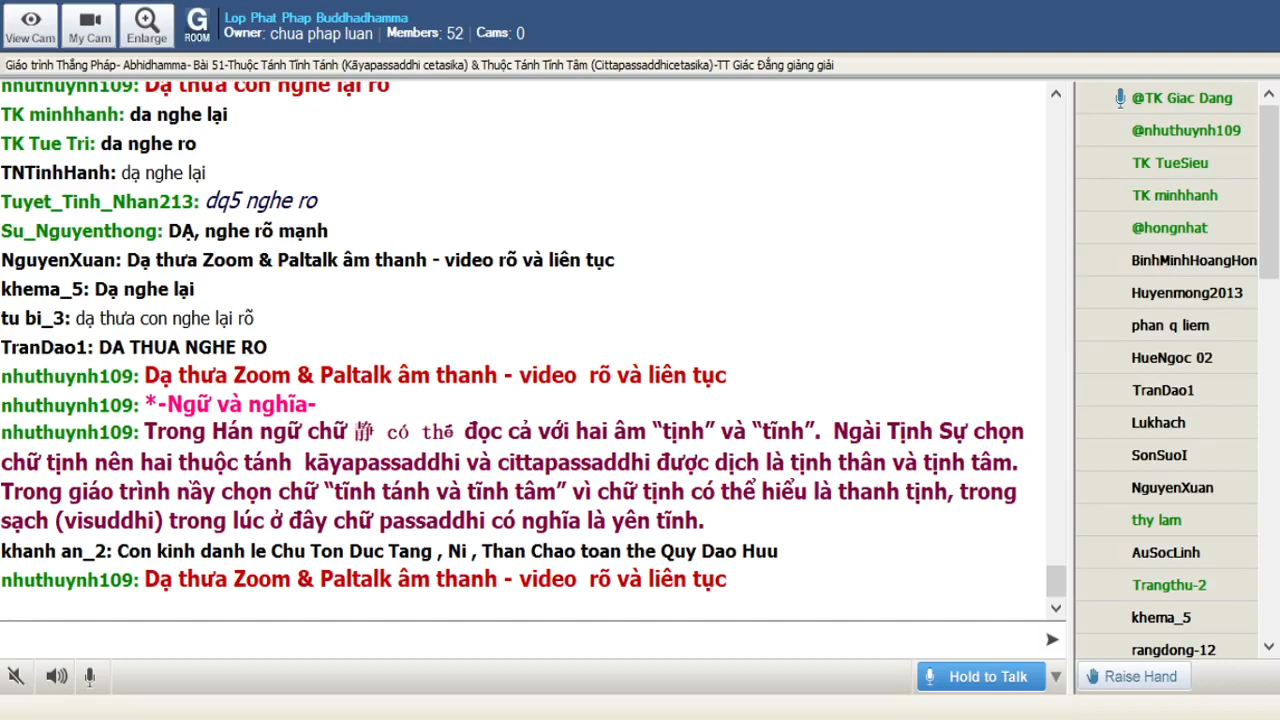 View Cam
My Cam
Enlarge
G
ROOM
Lop Phat Phap Buddhadhamma
Owner: chua phap luan | Members: 52 | Cams: 0
Giáo trình Thắng Pháp- Abhidhamma- Bài 51-Thuộc Tánh Tĩnh Tánh (Kāyapassaddhi cetasika) & Thuộc Tánh Tĩnh Tâm (Cittapassaddhicetasika)-TT Giác Đẳng giảng giải
nhuthuynh109: Dạ thưa con nghe lại rõ
TK minhhanh: da nghe lại
TK Tue Tri: da nghe ro
TNTinhHanh: dạ nghe lại
Tuyet_Tinh_Nhan213: dq5 nghe ro
Su_Nguyenthong: DẠ, nghe rõ mạnh
NguyenXuan: Dạ thưa Zoom & Paltalk âm thanh - video rõ và liên tục
khema_5: Dạ nghe lại
tu bi_3: dạ thưa con nghe lại rõ
TranDao1: DA THUA NGHE RO
nhuthuynh109: Dạ thưa Zoom & Paltalk âm thanh - video rõ và liên tục
nhuthuynh109: *-Ngữ và nghĩa-
nhuthuynh109: Trong Hán ngữ chữ 静 có thể đọc cả với hai âm “tịnh” và “tĩnh”. Ngài Tịnh Sự chọn
chữ tịnh nên hai thuộc tánh kāyapassaddhi và cittapassaddhi được dịch là tịnh thân và tịnh tâm.
Trong giáo trình nầy chọn chữ “tĩnh tánh và tĩnh tâm” vì chữ tịnh có thể hiểu là thanh tịnh, trong
sạch (visuddhi) trong lúc ở đây chữ passaddhi có nghĩa là yên tĩnh.
khanh an_2: Con kinh danh le Chu Ton Duc Tang , Ni , Than Chao toan the Quy Dao Huu
nhuthuynh109: Dạ thưa Zoom & Paltalk âm thanh - video rõ và liên tục
Hold to Talk
@TK Giac Dang
@nhuthuynh109
TK TueSieu
TK minhhanh
@hongnhat
BinhMinhHoangHon
Huyenmong2013
phan q liem
HueNgoc 02
TranDao1
Lukhach
SonSuoI
NguyenXuan
thy lam
AuSocLinh
Trangthu-2
khema_5
rangdong-12
Raise Hand